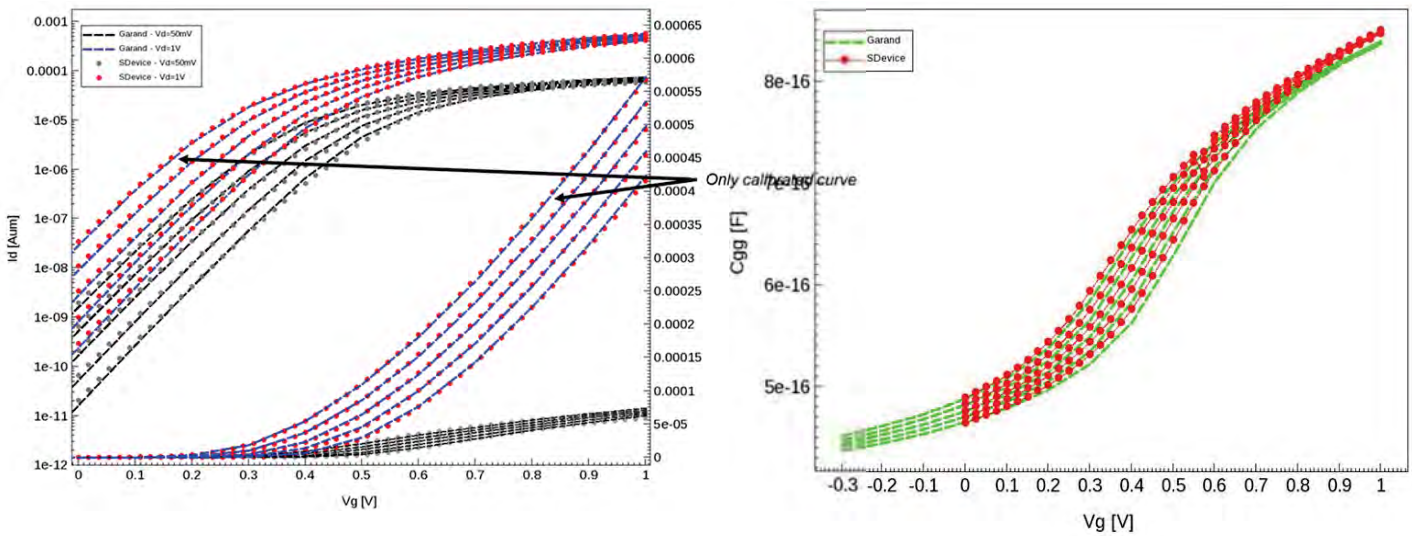 0.001
0.0001
1e-05
1e-06
1e-07
1e-08
1e-09
1e-10
1e-11
1e-12
Id [Aum]
Garand - Vd=50mV
Garand - Vd=1V
SDevice - Vd=50mV
SDevice - Vd=1V
0.00065
0.0006
0.00055
0.0005
0.00045
0.0004
0.00035
0.0003
0.00025
0.0002
0.00015
0.0001
5e-05
0
0 0.1 0.2 0.3 0.4 0.5 0.6 0.7 0.8 0.9 1
Vg [V]
Only calibrated curve
Garand
SDevice
8e-16
7e-16
6e-16
5e-16
Cgg [F]
-0.3 -0.2 -0.1 0 0.1 0.2 0.3 0.4 0.5 0.6 0.7 0.8 0.9 1
Vg [V]